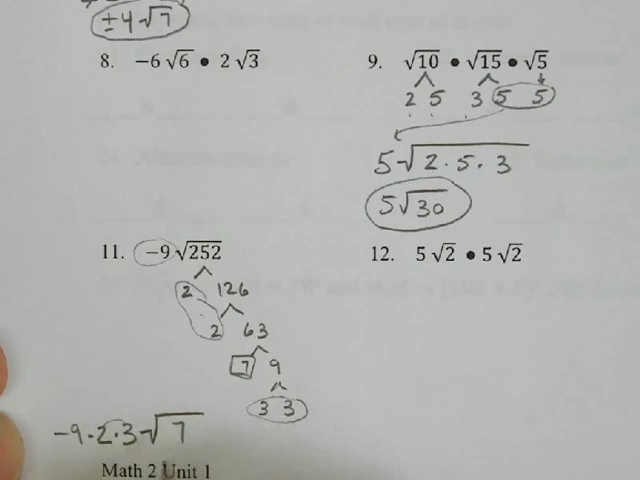 ±4√7
8. −6√6 • 2√3
9. √10 • √15 • √5
2 5 3 5 5
5√2·5·3
5√30
11. −9√252
12. 5√2 • 5√2
2 126
2 63
7 9
3 3
-9·2·3√7
Math 2 Unit 1